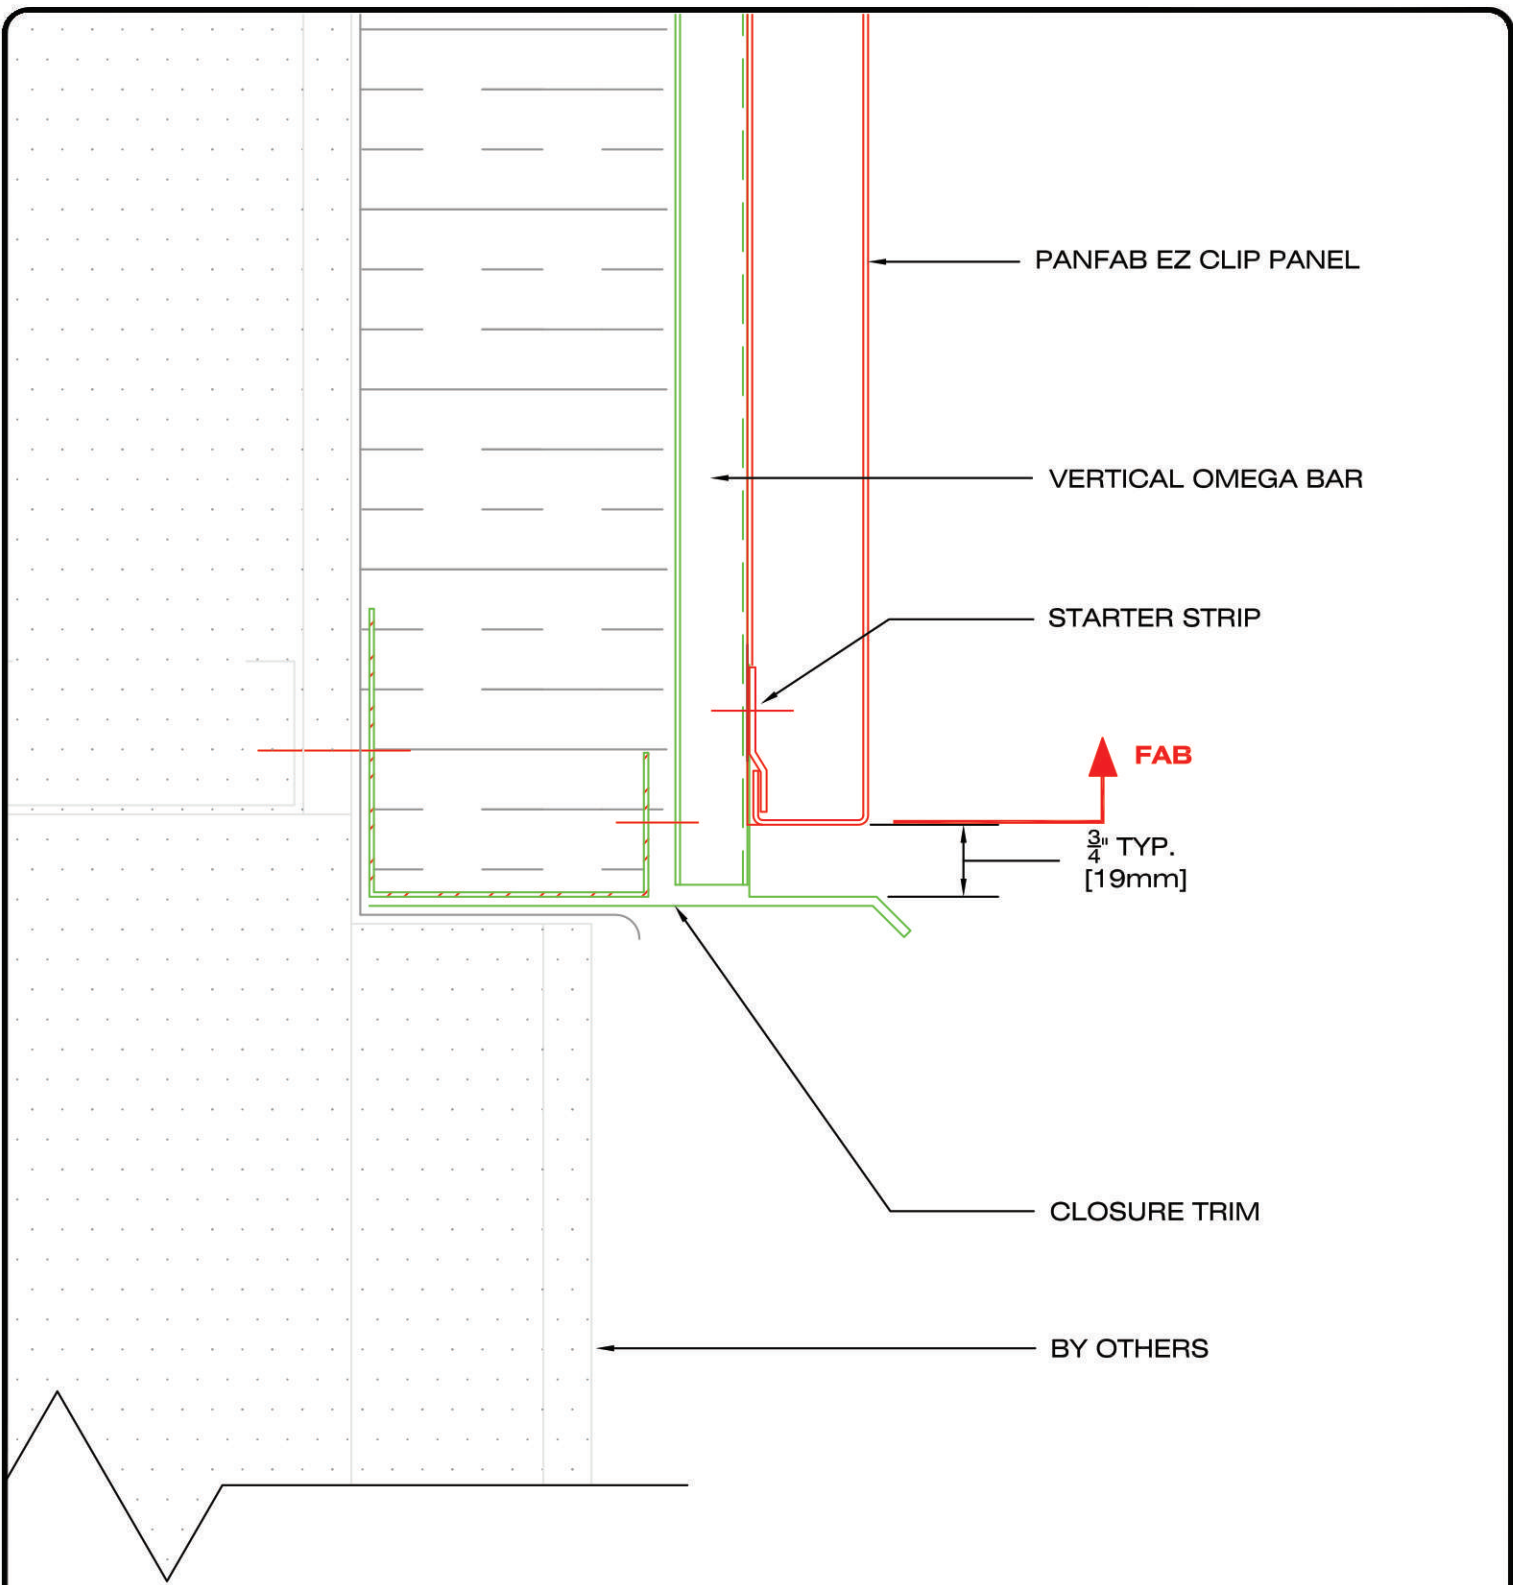 PANFAB EZ CLIP PANEL
VERTICAL OMEGA BAR
STARTER STRIP
FAB
3/4" TYP.
[19mm]
CLOSURE TRIM
BY OTHERS